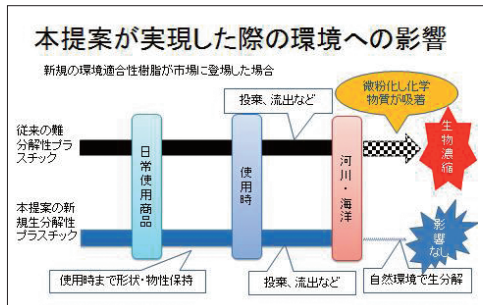 本提案が実現した際の環境への影響
新規の環境適合性樹脂が市場に登場した場合
微粉化し化学
物質が吸着
投棄、流出など
従来の難
分解性プラ
スチック
日常使用商品
使用時
河川・海洋
生物濃縮
本提案の新
規生分解性
プラスチック
影響なし
使用時まで形状・物性保持
投棄、流出など
自然環境で生分解